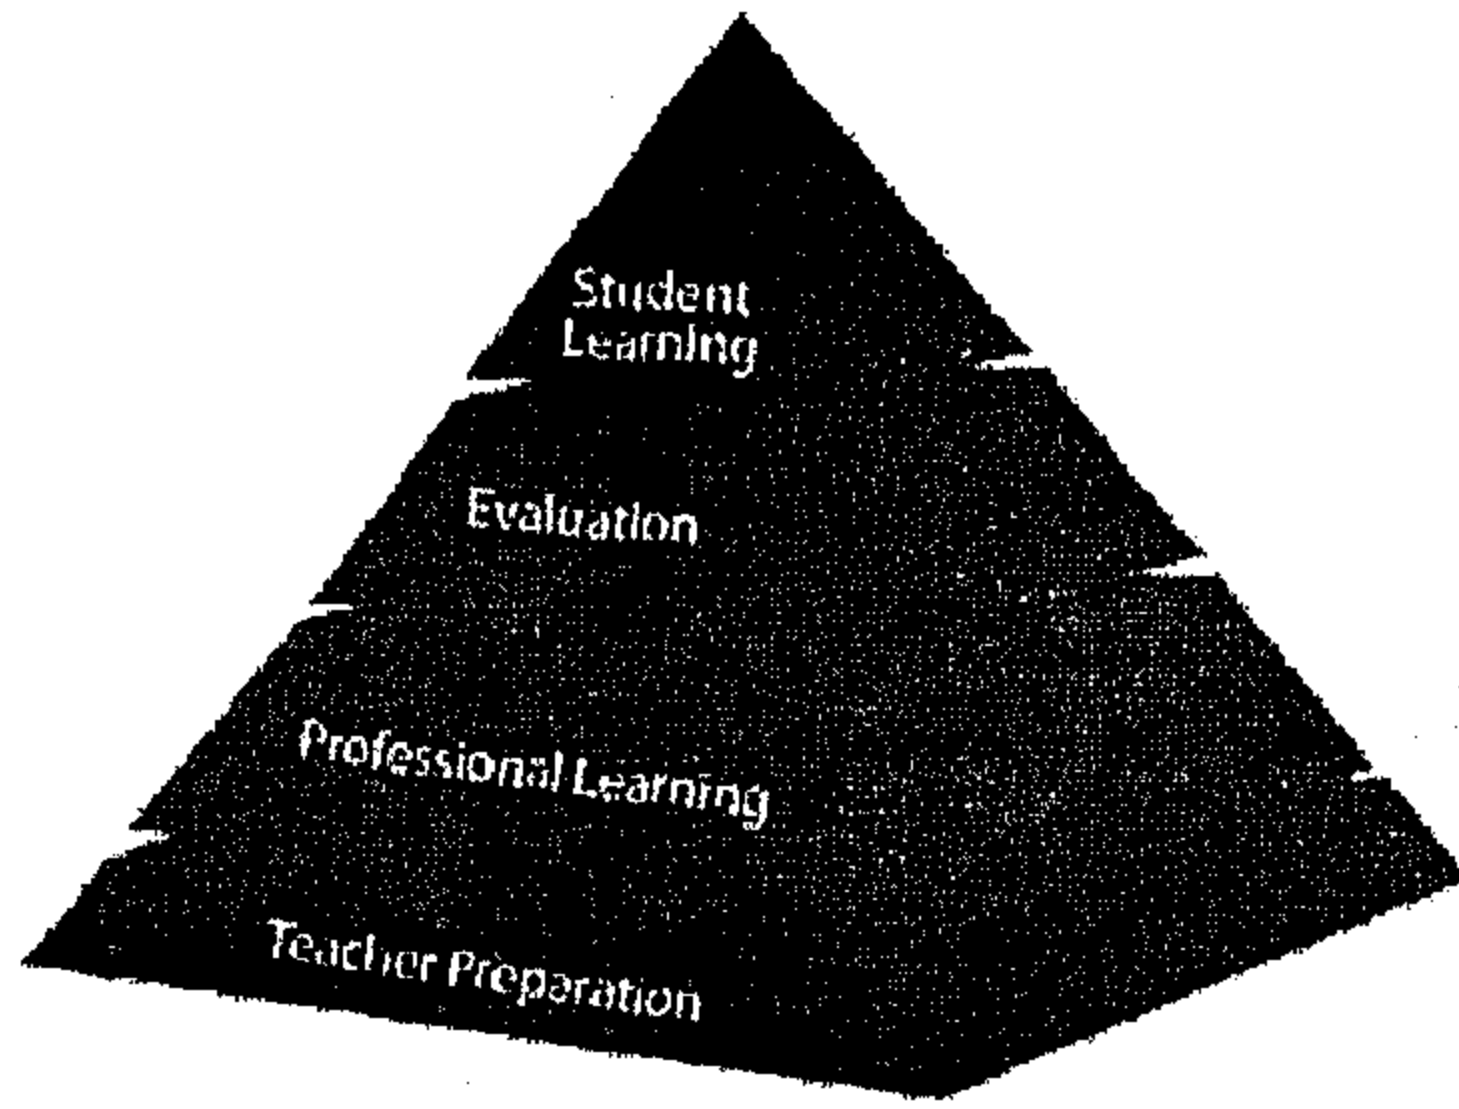 Student
Learning
Evaluation
Professional Learning
Teacher Preparation